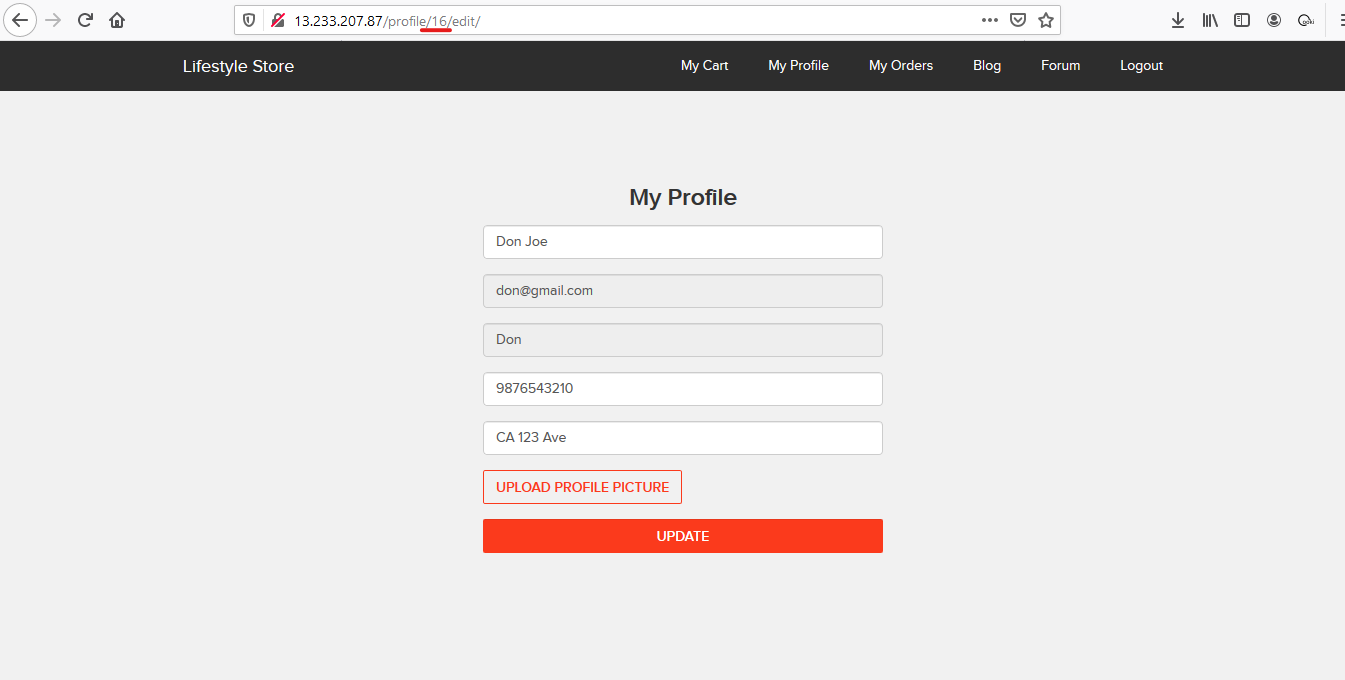 13.233.207.87/profile/16/edit/
Lifestyle Store
My Cart My Profile My Orders Blog Forum Logout
My Profile
Don Joe
don@gmail.com
Don
9876543210
CA 123 Ave
UPLOAD PROFILE PICTURE
UPDATE